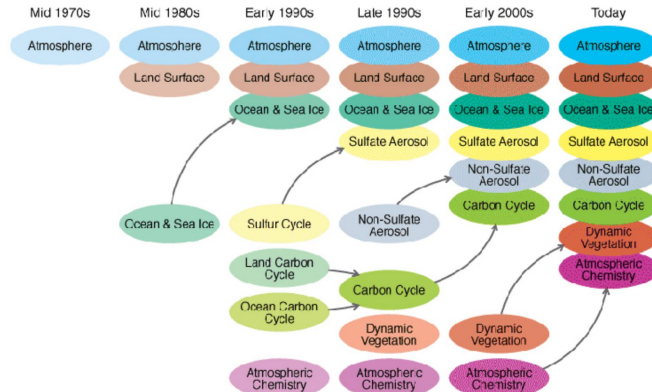 Mid 1970s Mid 1980s Early 1990s Late 1990s Early 2000s Today
Atmosphere Atmosphere Atmosphere Atmosphere Atmosphere Atmosphere
Land Surface Land Surface Land Surface Land Surface Land Surface
Ocean & Sea Ice Ocean & Sea Ice Ocean & Sea Ice Ocean & Sea Ice
Sulfate Aerosol Sulfate Aerosol Sulfate Aerosol
Non-Sulfate Non-Sulfate
Aerosol Aerosol
Carbon Cycle Carbon Cycle
Ocean & Sea Ice Sulfur Cycle
Non-Sulfate
Aerosol
Dynamic
Vegetation
Land Carbon
Cycle
Atmospheric
Chemistry
Carbon Cycle
Ocean Carbon
Cycle
Dynamic
Vegetation
Dynamic
Vegetation
Atmospheric
Chemistry
Atmospheric
Chemistry
Atmospheric
Chemistry